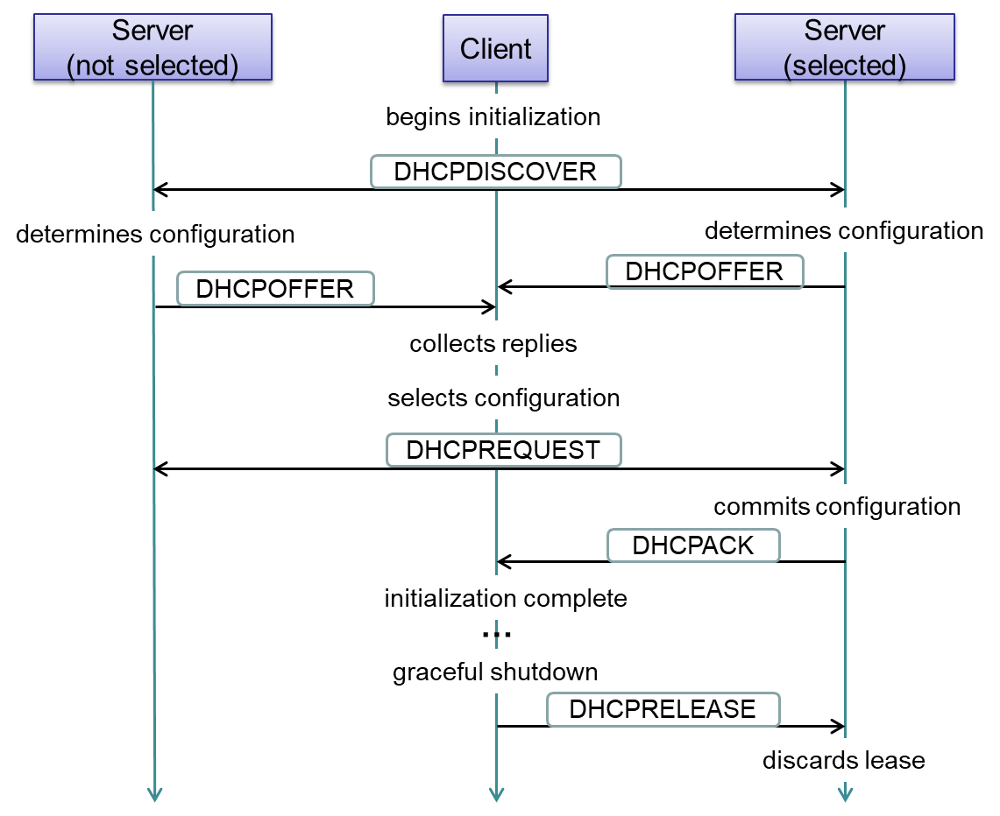 Server
(not selected)
Client
Server
(selected)
begins initialization
DHCPDISCOVER
determines configuration
determines configuration
DHCPOFFER
DHCPOFFER
collects replies
selects configuration
DHCPREQUEST
commits configuration
DHCPACK
initialization complete
...
graceful shutdown
DHCPRELEASE
discards lease